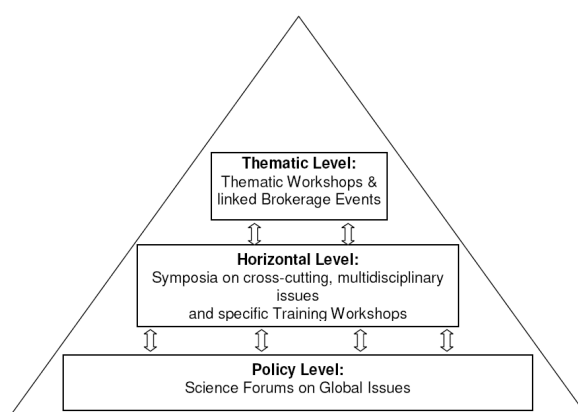 Thematic Level:
Thematic Workshops &
linked Brokerage Events
Horizontal Level:
Symposia on cross-cutting, multidisciplinary
issues
and specific Training Workshops
Policy Level:
Science Forums on Global Issues